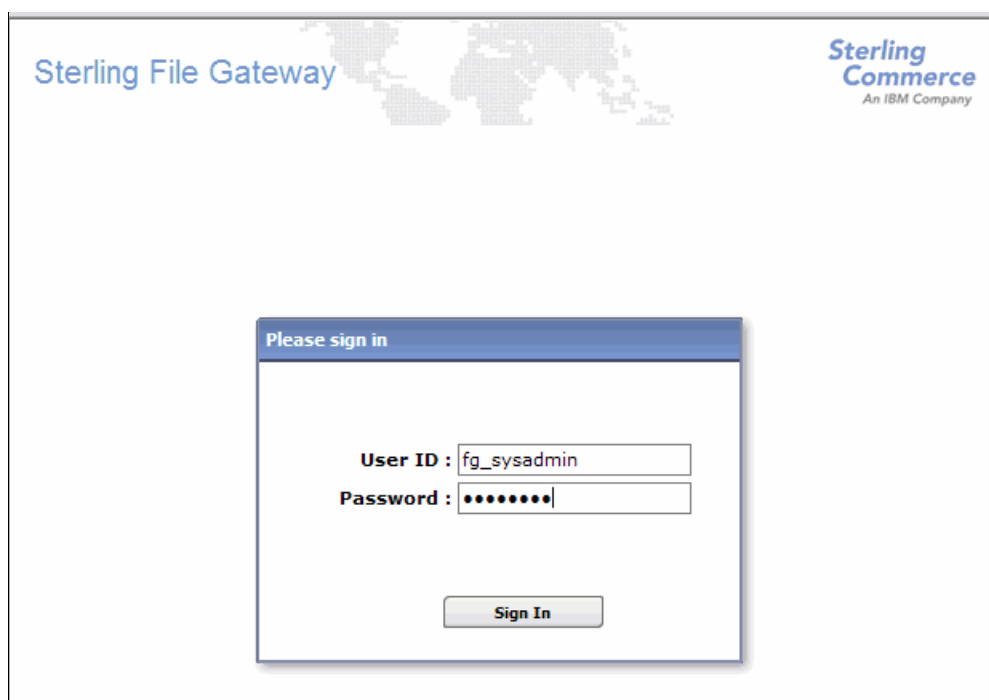 Sterling File Gateway
Sterling
Commerce
An IBM Company
Please sign in
User ID : fg_sysadmin
Password : ••••••••
Sign In